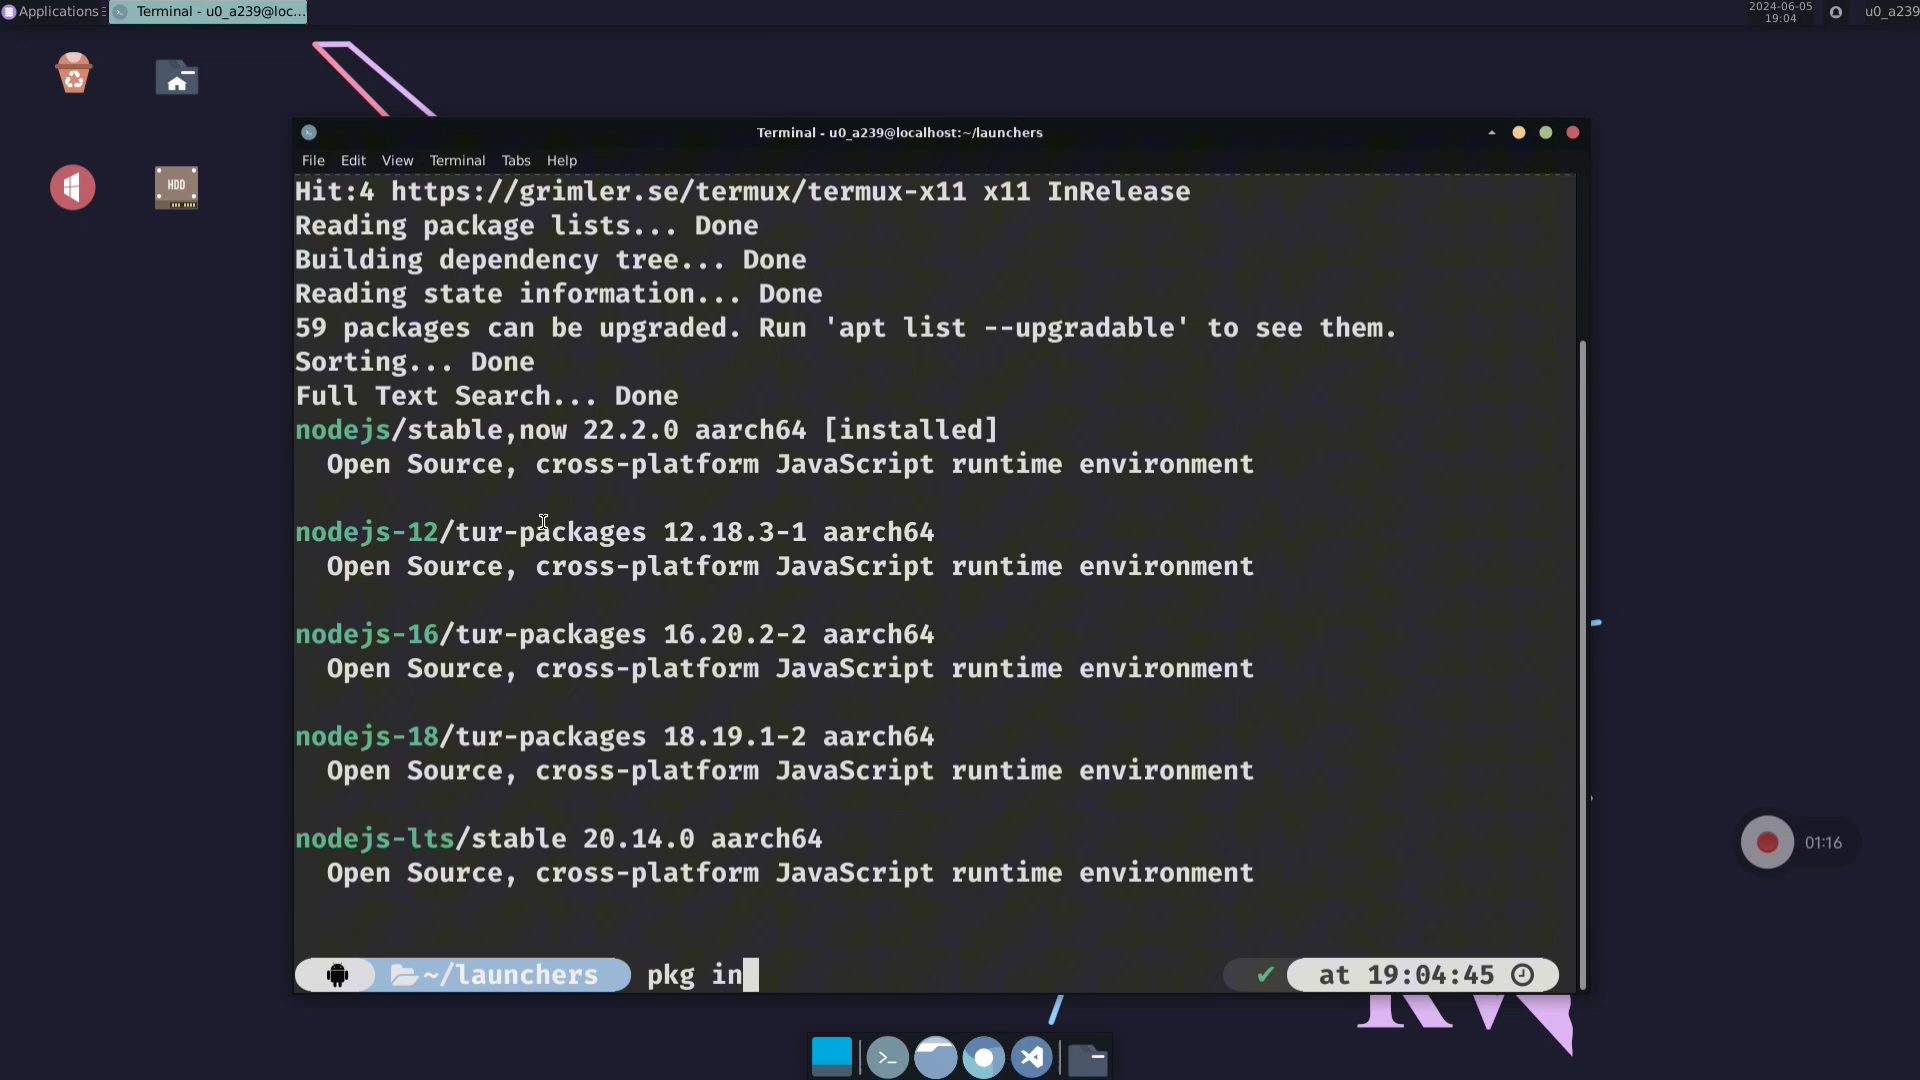 Applications
Terminal - u0_a239@loc...
2024-06-05
19:04
u0_a239
Terminal - u0_a239@localhost:~/launchers
File Edit View Terminal Tabs Help
Hit:4 https://grimler.se/termux/termux-x11 x11 InRelease
Reading package lists... Done
Building dependency tree... Done
Reading state information... Done
59 packages can be upgraded. Run 'apt list --upgradable' to see them.
Sorting... Done
Full Text Search... Done
nodejs/stable,now 22.2.0 aarch64 [installed]
Open Source, cross-platform JavaScript runtime environment
nodejs-12/tur-packages 12.18.3-1 aarch64
Open Source, cross-platform JavaScript runtime environment
nodejs-16/tur-packages 16.20.2-2 aarch64
Open Source, cross-platform JavaScript runtime environment
nodejs-18/tur-packages 18.19.1-2 aarch64
Open Source, cross-platform JavaScript runtime environment
nodejs-lts/stable 20.14.0 aarch64
Open Source, cross-platform JavaScript runtime environment
~/launchers pkg in ✔ at 19:04:45
HDD
01:16